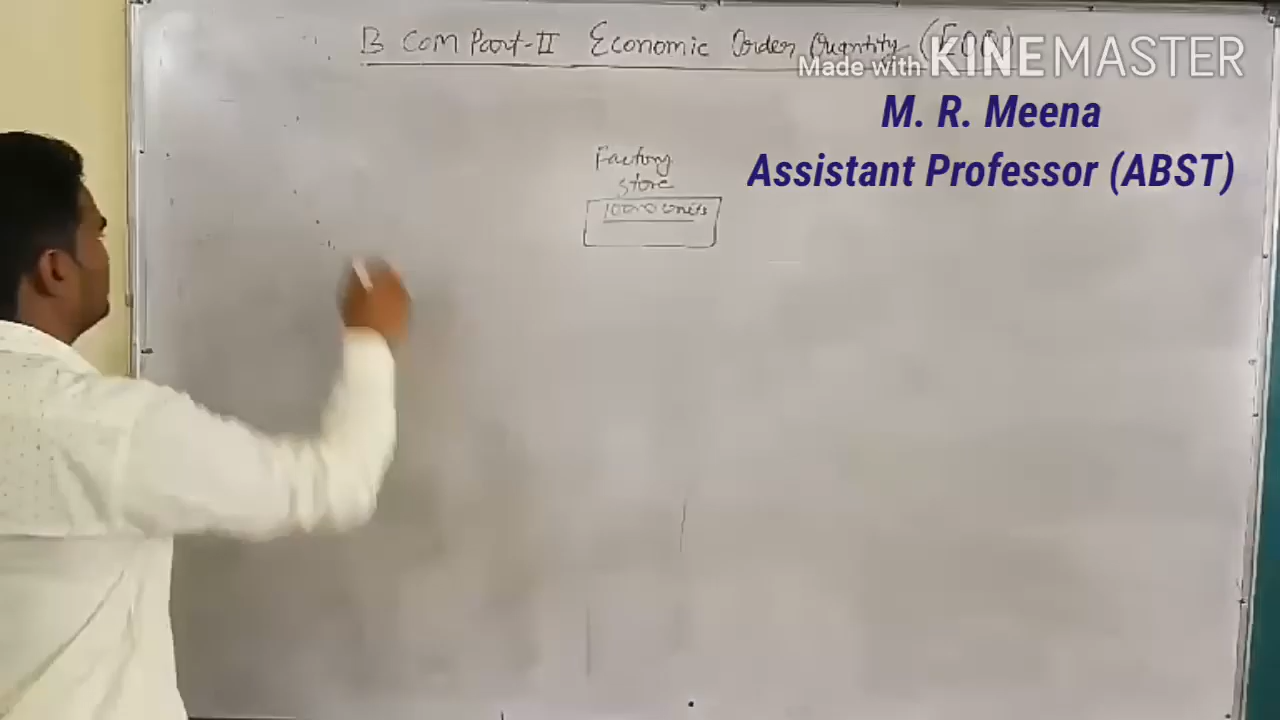 B Com Part-II Economic Order Quantity (EOQ)
Made with KINEMASTER
M. R. Meena
Assistant Professor (ABST)
Factory
Store
10000 units